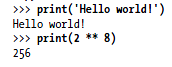 >>> print('Hello world!')
Hello world!
>>> print(2 ** 8)
256